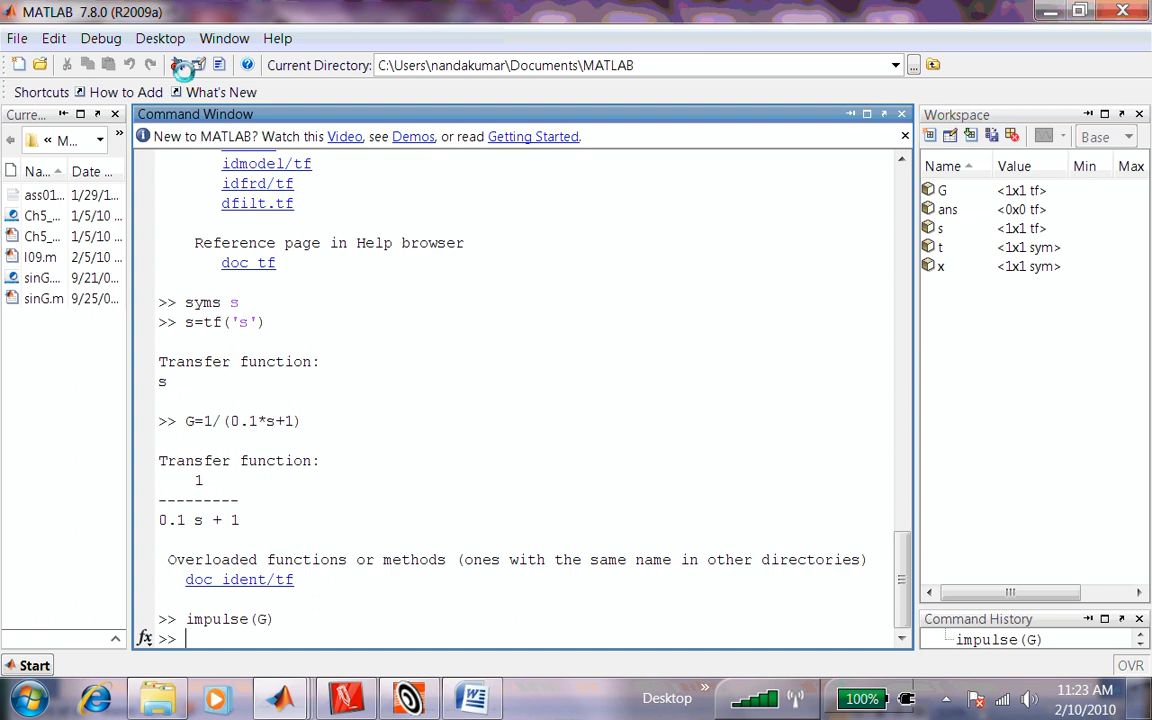 MATLAB 7.8.0 (R2009a)
File Edit Debug Parallel Desktop Window Help
Current Directory: C:\Users\nandakumar\Documents\MATLAB
Shortcuts How to Add What's New
Curre...
« M...
Na... Date ...
ass01... 1/29/1...
Ch5_... 1/5/10 ...
Ch5_... 1/5/10 ...
l09.m 2/5/10 ...
sinG.... 9/21/0...
sinG.m 9/25/0...
Command Window
New to MATLAB? Watch this Video, see Demos, or read Getting Started.
idmodel/tf
idfrd/tf
dfilt.tf
Reference page in Help browser
doc tf
>> syms s
>> s=tf('s')
Transfer function:
s
>> G=1/(0.1*s+1)
Transfer function:
1
---------
0.1 s + 1
Overloaded functions or methods (ones with the same name in other directories)
doc ident/tf
>> impulse(G)
fx >>
Workspace
Base
Name Value Min Max
G <1x1 tf>
ans <0x0 tf>
s <1x1 tf>
t <1x1 sym>
x <1x1 sym>
Command History
impulse(G)
Start
OVR
Desktop »
100%
11:23 AM
2/10/2010